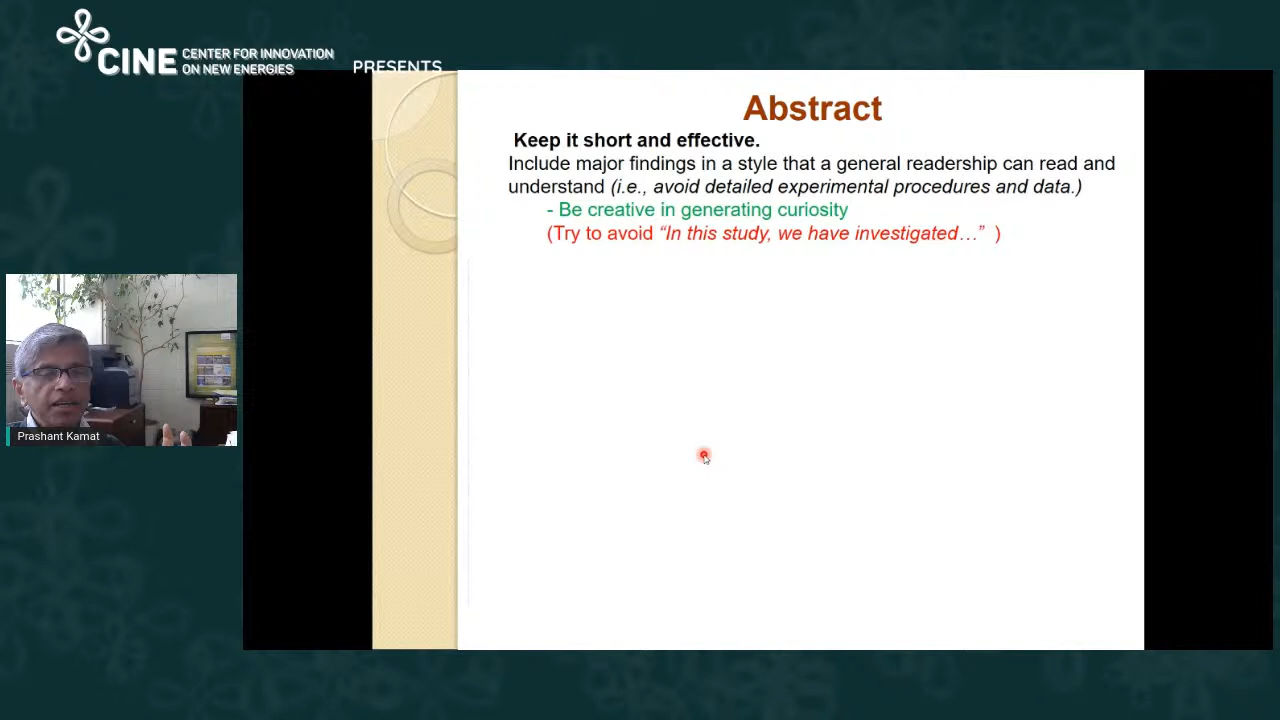 CINE CENTER FOR INNOVATION
ON NEW ENERGIES
PRESENTS
Abstract
Keep it short and effective.
Include major findings in a style that a general readership can read and
understand (i.e., avoid detailed experimental procedures and data.)
- Be creative in generating curiosity
(Try to avoid “In this study, we have investigated…” )
Prashant Kamat